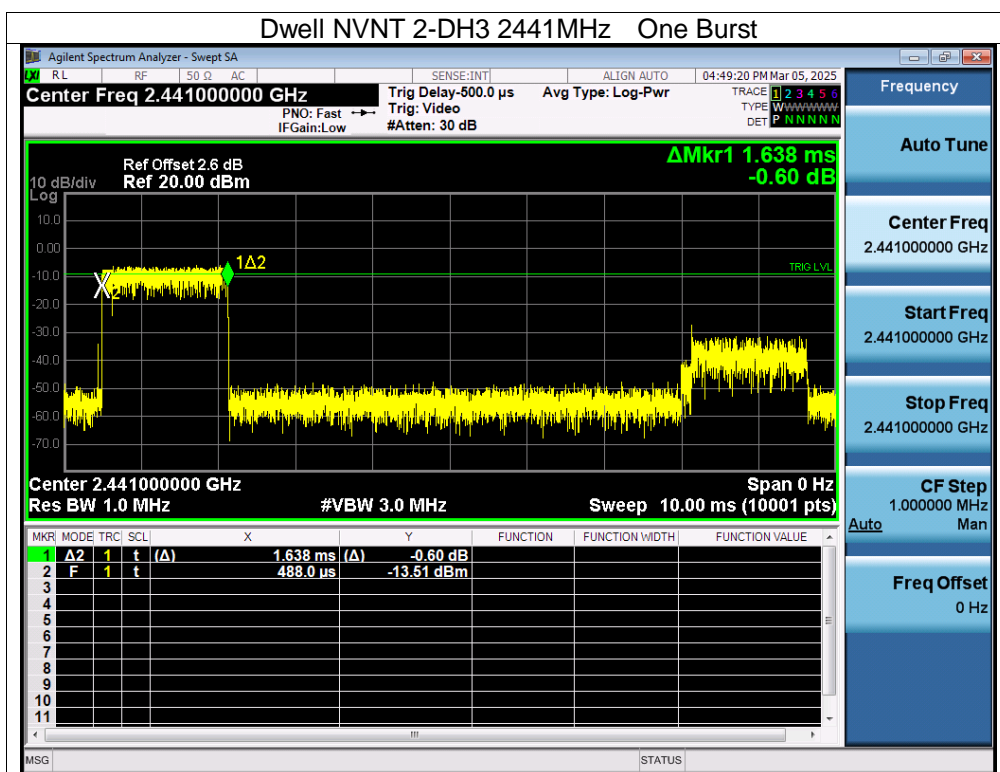 Dwell NVNT 2-DH3 2441MHz One Burst
Agilent Spectrum Analyzer - Swept SA
LXI RL RF 50 Ω AC SENSE:INT ALIGN AUTO 04:49:20 PM Mar 05, 2025
Center Freq 2.441000000 GHz
PNO: Fast
IFGain:Low
Trig Delay-500.0 µs
Trig: Video
#Atten: 30 dB
Avg Type: Log-Pwr
TRACE 1 2 3 4 5 6
TYPE WWWWWW
DET P N N N N N
ΔMkr1 1.638 ms
-0.60 dB
Ref Offset 2.6 dB
10 dB/div Ref 20.00 dBm
Log
10.0
0.00
-10.0
-20.0
-30.0
-40.0
-50.0
-60.0
-70.0
1Δ2
2
TRIG LVL
Center 2.441000000 GHz Span 0 Hz
Res BW 1.0 MHz #VBW 3.0 MHz Sweep 10.00 ms (10001 pts)
MKR MODE TRC SCL X Y FUNCTION FUNCTION WIDTH FUNCTION VALUE
1 Δ2 1 t (Δ) 1.638 ms (Δ) -0.60 dB
2 F 1 t 488.0 µs -13.51 dBm
3
4
5
6
7
8
9
10
11
MSG STATUS
Frequency
Auto Tune
Center Freq
2.441000000 GHz
Start Freq
2.441000000 GHz
Stop Freq
2.441000000 GHz
CF Step
1.000000 MHz
Auto Man
Freq Offset
0 Hz